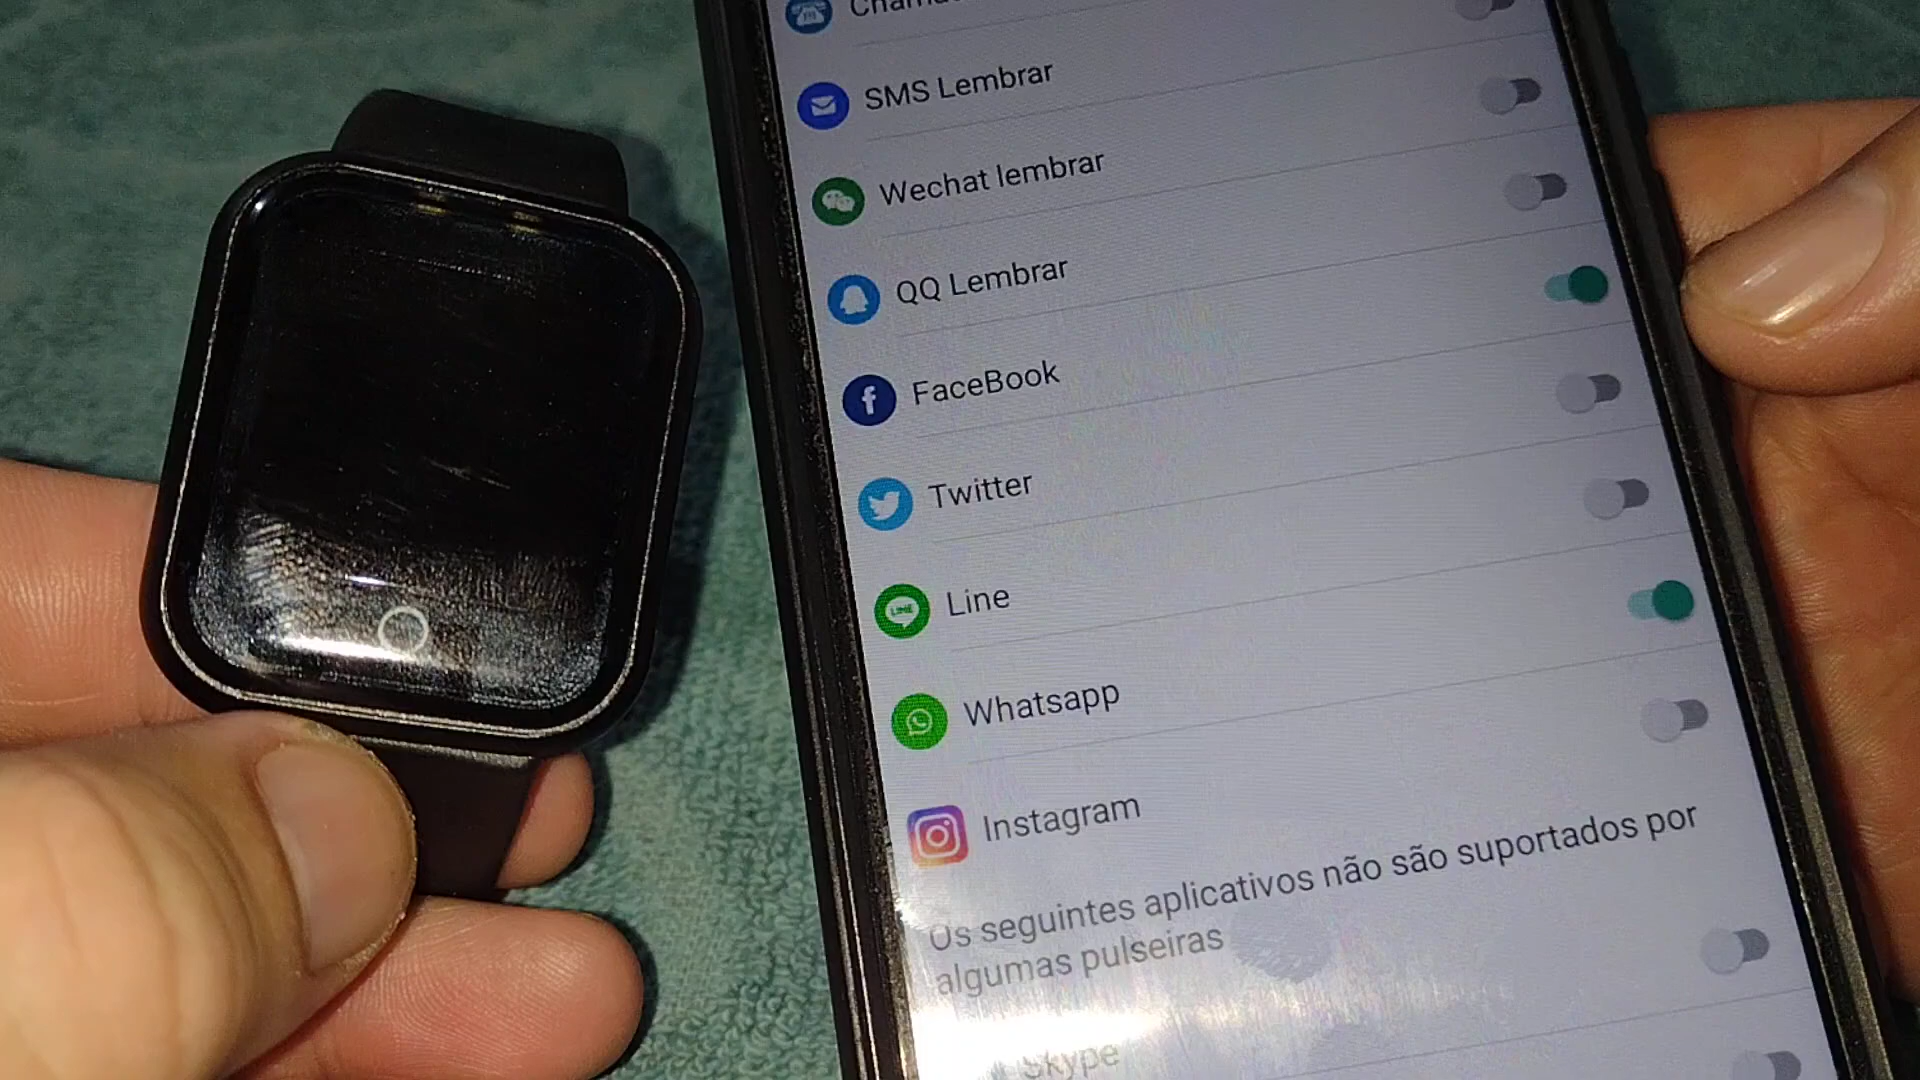 SMS Lembrar
Wechat lembrar
QQ Lembrar
FaceBook
Twitter
LINE
Line
Whatsapp
Instagram
Os seguintes aplicativos não são suportados por
algumas pulseiras
Skype